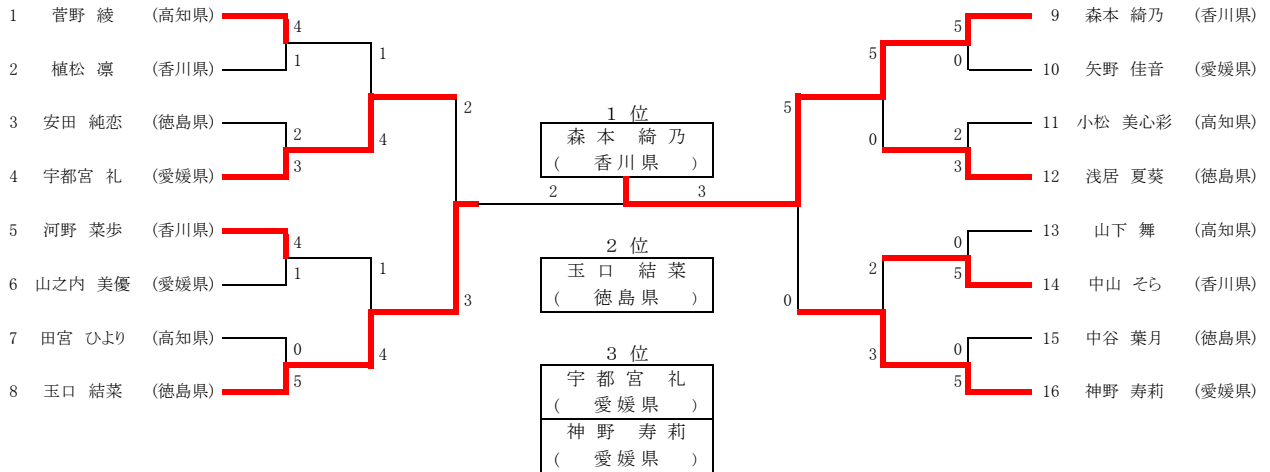 1 菅野 綾 (高知県)
4
1
2 植松 凛 (香川県)
1
3 安田 純恋 (徳島県)
2
3
4 宇都宮 礼 (愛媛県)
4
2
5 河野 菜歩 (香川県)
4
1
6 山之内 美優 (愛媛県)
1
7 田宮 ひより (高知県)
0
5
8 玉口 結菜 (徳島県)
4
3
2
3
1 位
森本 綺乃
( 香川県 )
2 位
玉口 結菜
( 徳島県 )
3 位
宇都宮 礼
( 愛媛県 )
神野 寿莉
( 愛媛県 )
9 森本 綺乃 (香川県)
5
0
10 矢野 佳音 (愛媛県)
5
11 小松 美心彩 (高知県)
2
3
12 浅居 夏葵 (徳島県)
0
5
13 山下 舞 (高知県)
0
5
14 中山 そら (香川県)
2
15 中谷 葉月 (徳島県)
0
5
16 神野 寿莉 (愛媛県)
3
0